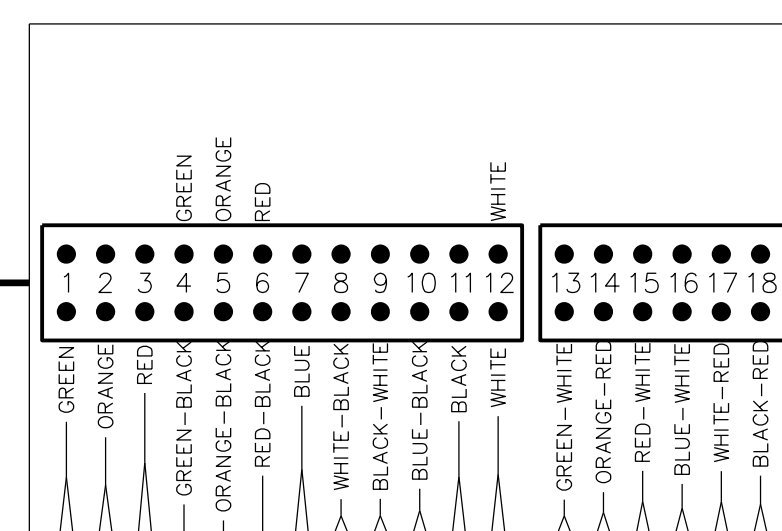 GREEN
ORANGE
RED
WHITE
1 2 3 4 5 6 7 8 9 10 11 12
13 14 15 16 17 18
GREEN
ORANGE
RED
GREEN-BLACK
ORANGE-BLACK
RED-BLACK
BLUE
WHITE-BLACK
BLACK-WHITE
BLUE-BLACK
BLACK
WHITE
GREEN-WHITE
ORANGE-RED
RED-WHITE
BLUE-WHITE
WHITE-RED
BLACK-RED